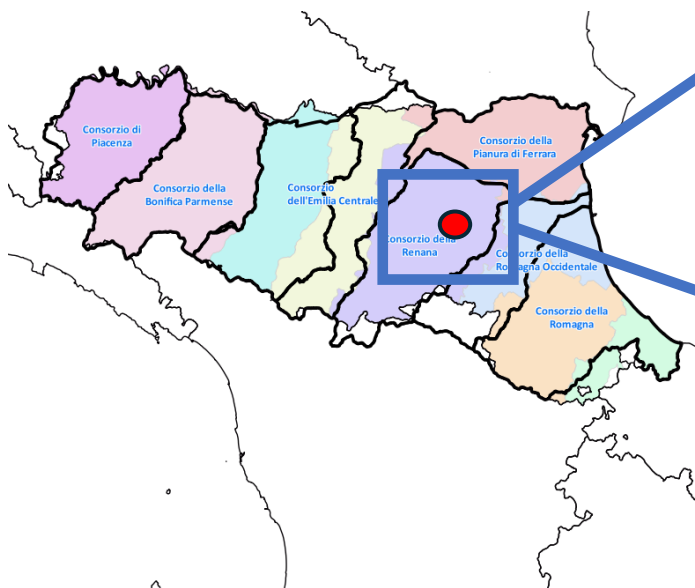 Consorzio di
Piacenza
Consorzio della
Bonifica Parmense
Consorzio
dell'Emilia Centrale
Consorzio della
Pianura di Ferrara
Consorzio della
Renana
Consorzio della
Romagna Occidentale
Consorzio della
Romagna